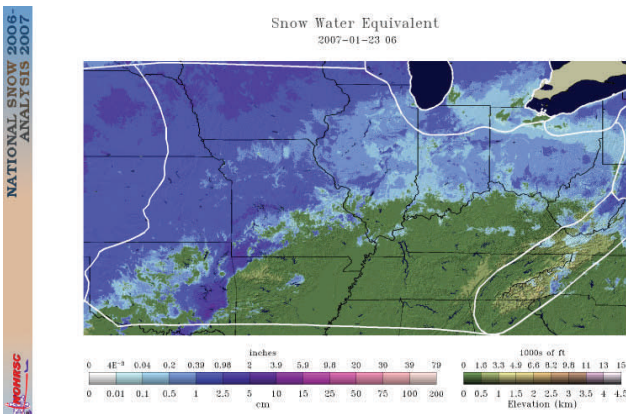 NATIONAL SNOW 2006-
ANALYSIS 2007
NOHRSC
Snow Water Equivalent
2007-01-23 06
inches
0 4E⁻³ 0.04 0.2 0.39 0.98 2 3.9 5.9 9.8 20 30 39 79
0 0.01 0.1 0.5 1 2.5 5 10 15 25 50 75 100 200
cm
1000s of ft
0 1.6 3.3 4.9 6.6 8.2 9.8 11 13 15
0 0.5 1 1.5 2 2.5 3 3.5 4 4.5
Elevation (km)